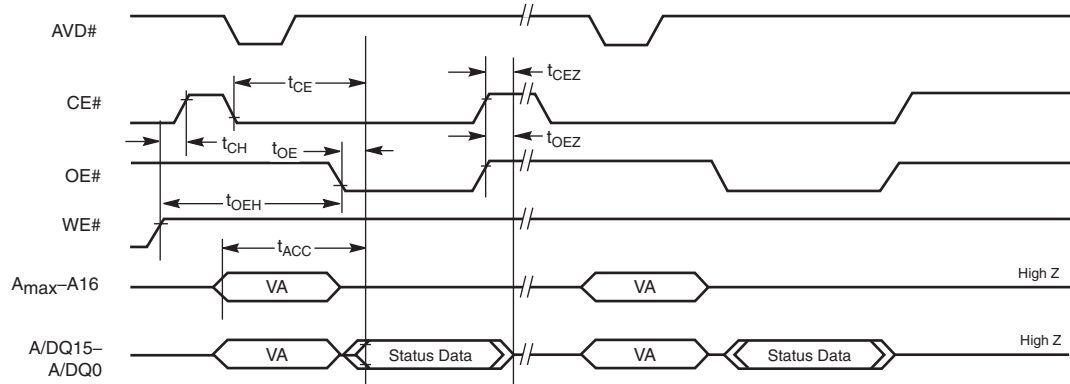 AVD#
tCE
tCEZ
CE#
tCH
tOE
tOEZ
OE#
tOEH
WE#
tACC
Amax–A16
VA
VA
High Z
A/DQ15–
A/DQ0
VA
Status Data
VA
Status Data
High Z